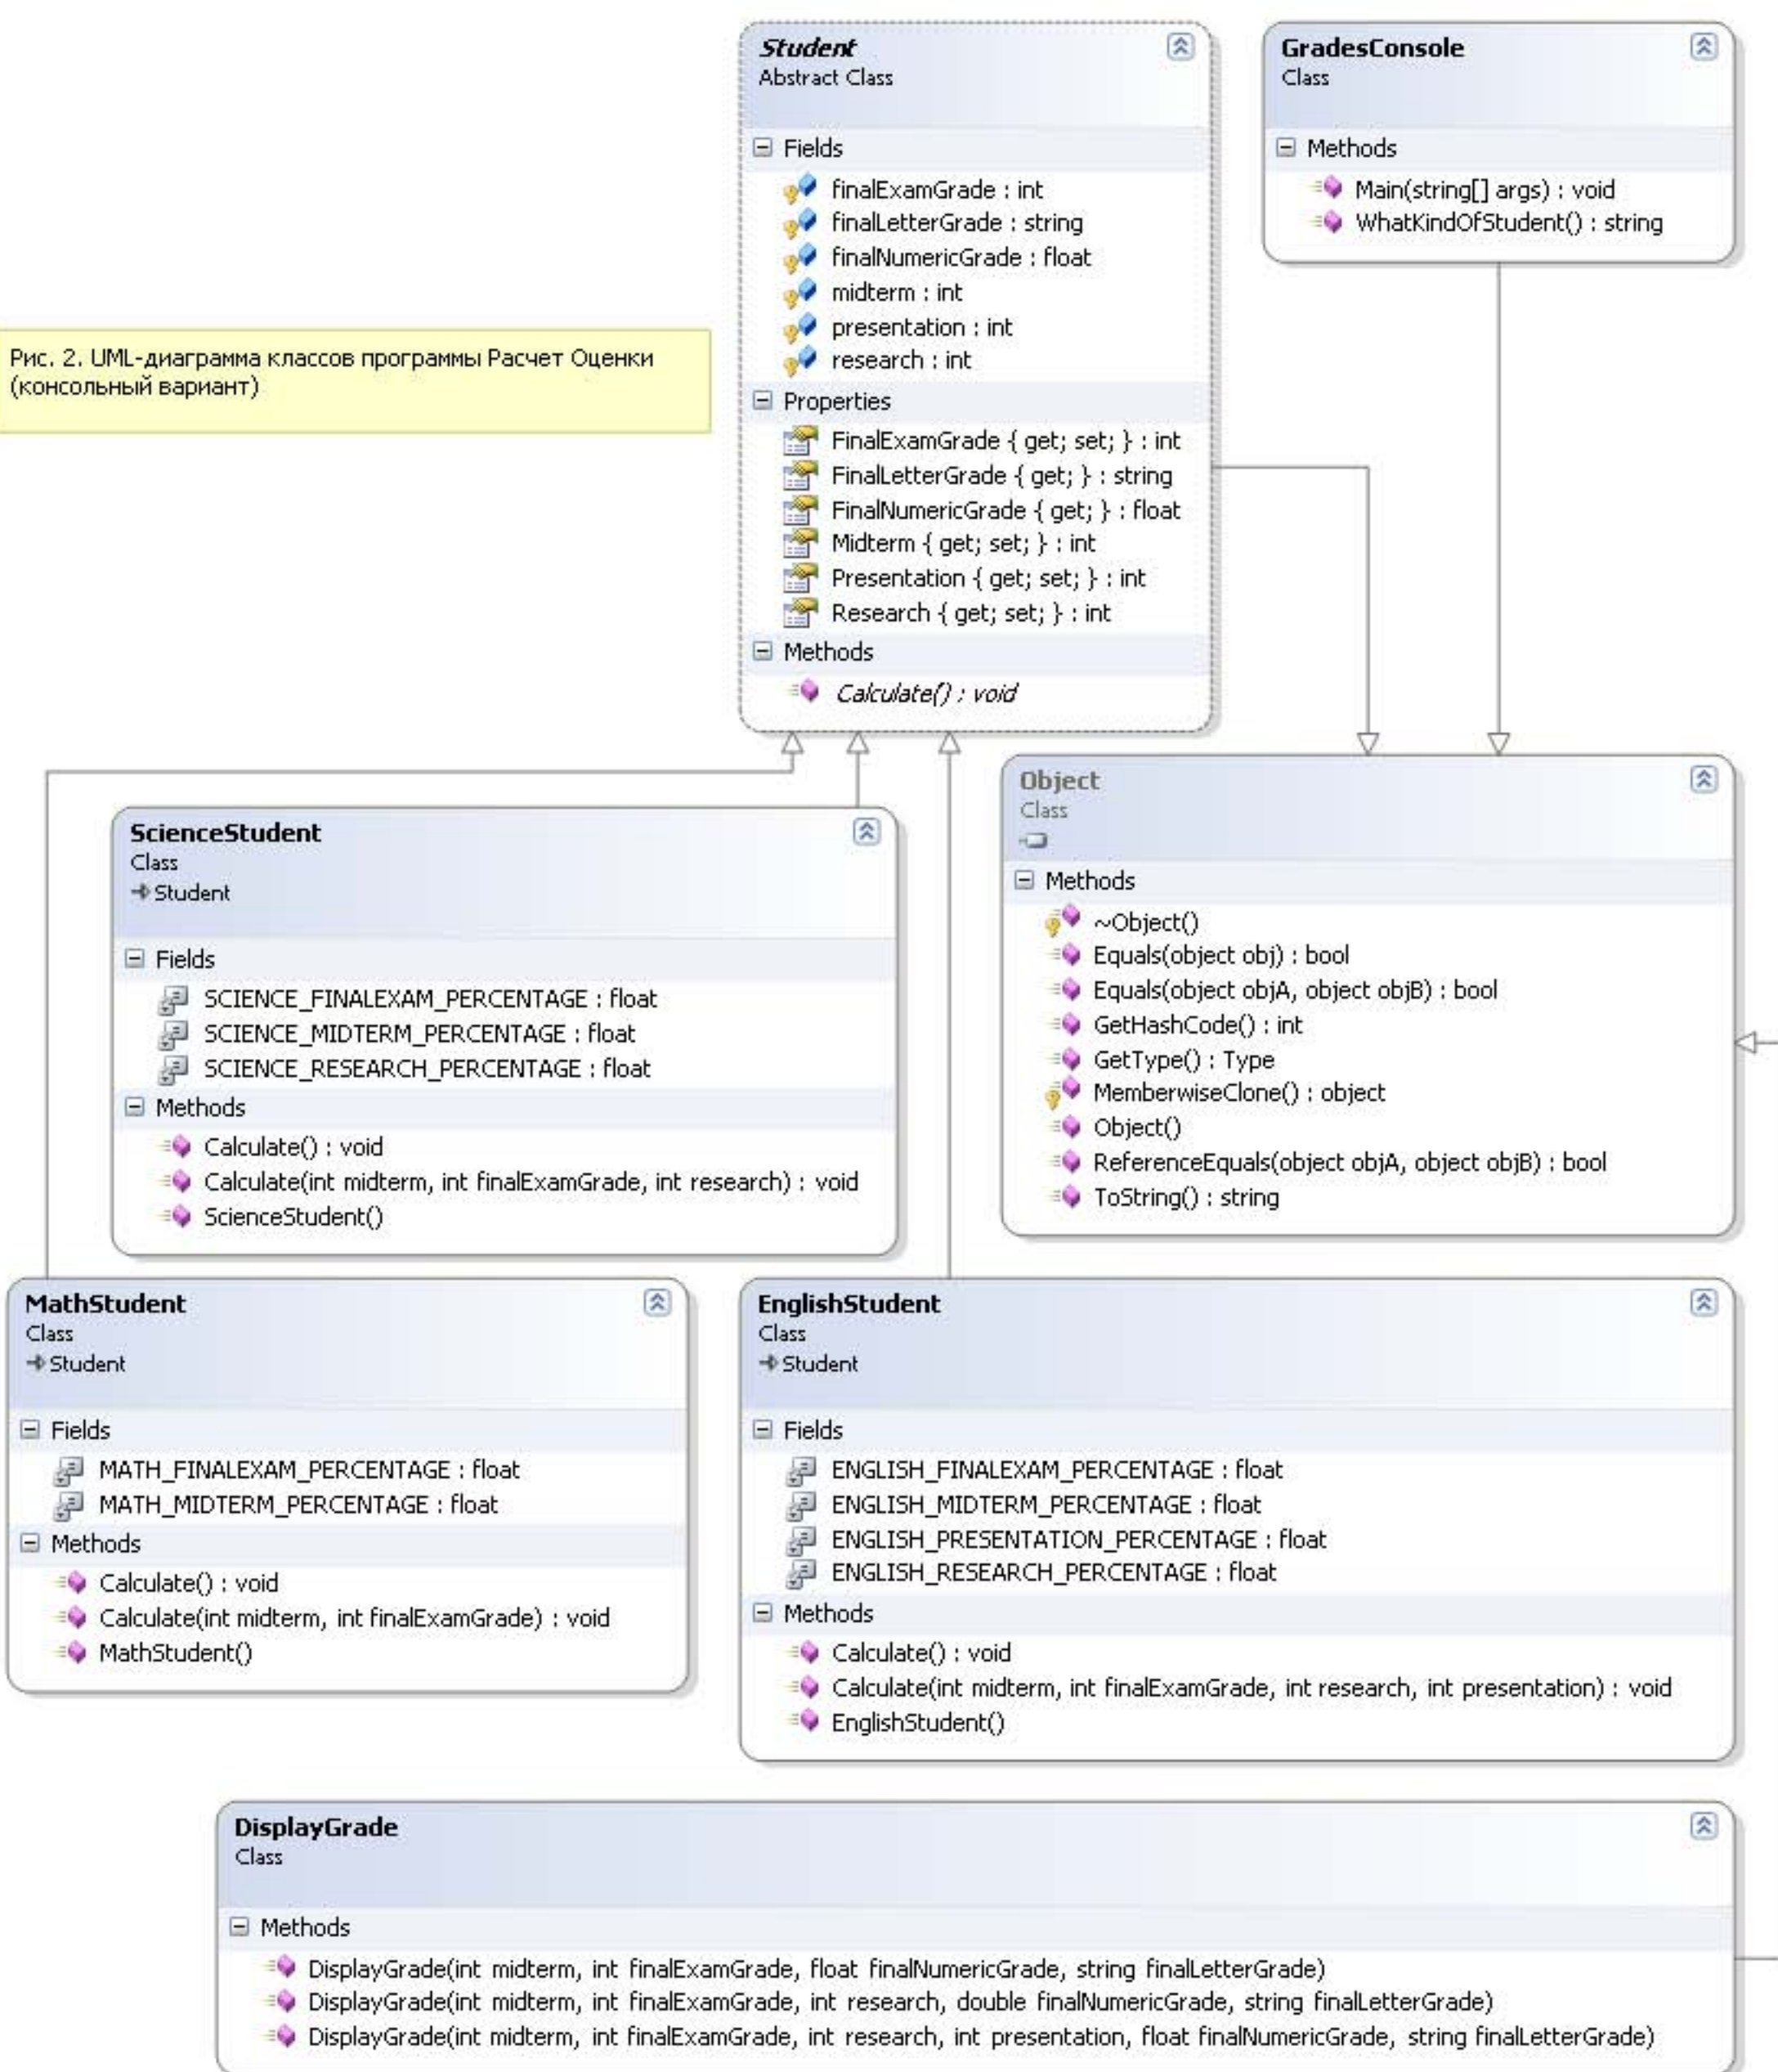 Student
Abstract Class
Fields
finalExamGrade : int
finalLetterGrade : string
finalNumericGrade : float
midterm : int
presentation : int
research : int
Properties
FinalExamGrade { get; set; } : int
FinalLetterGrade { get; } : string
FinalNumericGrade { get; } : float
Midterm { get; set; } : int
Presentation { get; set; } : int
Research { get; set; } : int
Methods
Calculate() : void
GradesConsole
Class
Methods
Main(string[] args) : void
WhatKindOfStudent() : string
Рис. 2. UML-диаграмма классов программы Расчет Оценки
(консольный вариант)
ScienceStudent
Class
Student
Fields
SCIENCE_FINALEXAM_PERCENTAGE : float
SCIENCE_MIDTERM_PERCENTAGE : float
SCIENCE_RESEARCH_PERCENTAGE : float
Methods
Calculate() : void
Calculate(int midterm, int finalExamGrade, int research) : void
ScienceStudent()
Object
Class
Methods
~Object()
Equals(object obj) : bool
Equals(object objA, object objB) : bool
GetHashCode() : int
GetType() : Type
MemberwiseClone() : object
Object()
ReferenceEquals(object objA, object objB) : bool
ToString() : string
MathStudent
Class
Student
Fields
MATH_FINALEXAM_PERCENTAGE : float
MATH_MIDTERM_PERCENTAGE : float
Methods
Calculate() : void
Calculate(int midterm, int finalExamGrade) : void
MathStudent()
EnglishStudent
Class
Student
Fields
ENGLISH_FINALEXAM_PERCENTAGE : float
ENGLISH_MIDTERM_PERCENTAGE : float
ENGLISH_PRESENTATION_PERCENTAGE : float
ENGLISH_RESEARCH_PERCENTAGE : float
Methods
Calculate() : void
Calculate(int midterm, int finalExamGrade, int research, int presentation) : void
EnglishStudent()
DisplayGrade
Class
Methods
DisplayGrade(int midterm, int finalExamGrade, float finalNumericGrade, string finalLetterGrade)
DisplayGrade(int midterm, int finalExamGrade, int research, double finalNumericGrade, string finalLetterGrade)
DisplayGrade(int midterm, int finalExamGrade, int research, int presentation, float finalNumericGrade, string finalLetterGrade)